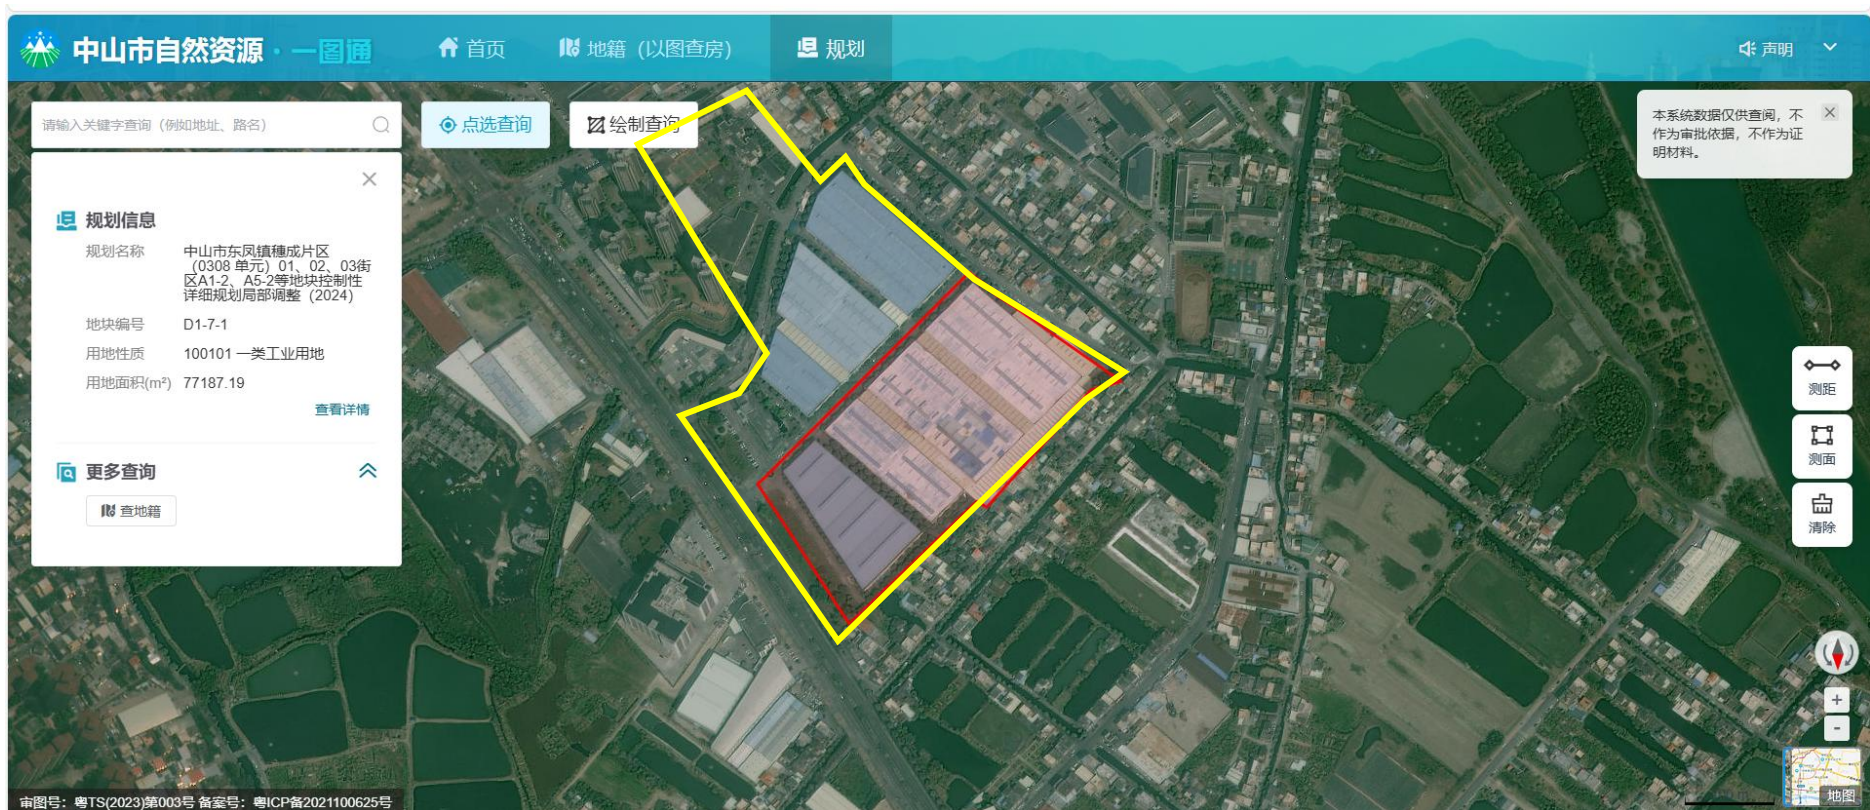 中山市自然资源·一图通
首页
地籍（以图查房）
规划
声明
请输入关键字查询（例如地址、路名）
点选查询
绘制查询
本系统数据仅供查阅，不
作为审批依据，不作为证
明材料。
规划信息
规划名称
中山市东凤镇穗成片区
（0308 单元）01、02、03街
区A1-2、A5-2等地块控制性
详细规划局部调整（2024）
地块编号 D1-7-1
用地性质 100101 一类工业用地
用地面积(m²) 77187.19
查看详情
更多查询
查地籍
测距
测面
清除
+
-
地图
审图号：粤TS(2023)第003号 备案号：粤ICP备2021100625号